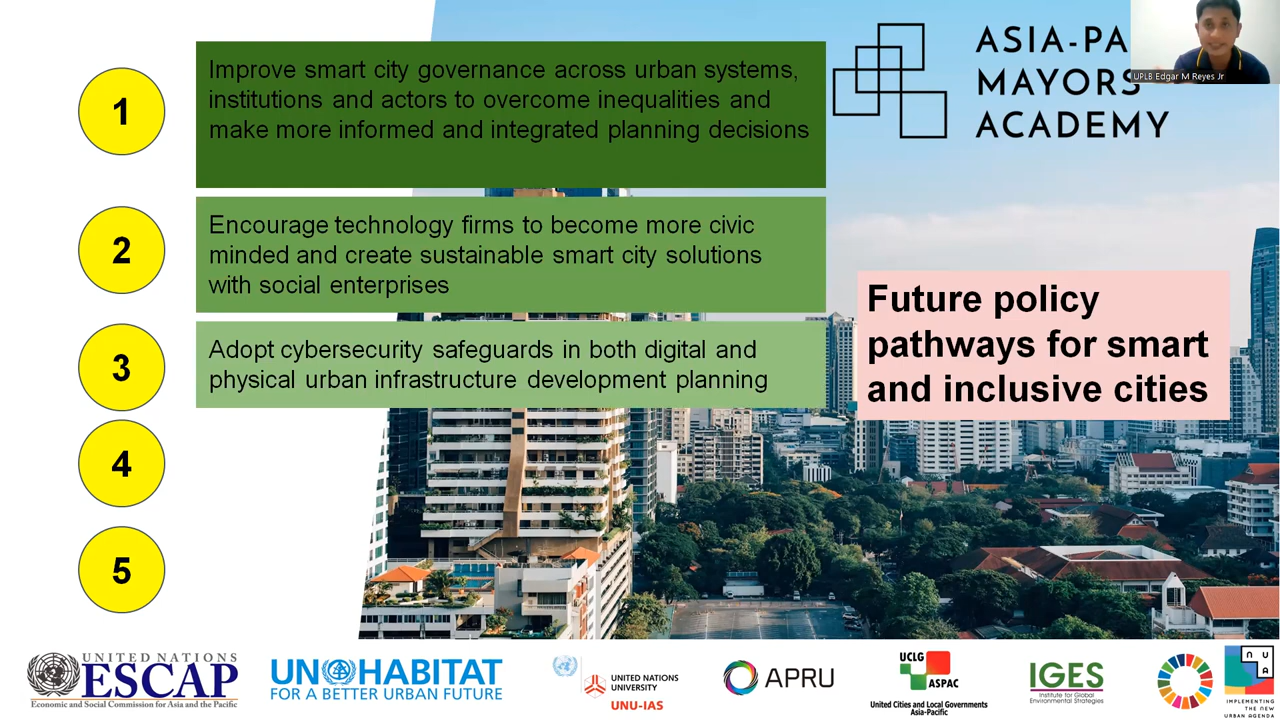 1
Improve smart city governance across urban systems,
institutions and actors to overcome inequalities and
make more informed and integrated planning decisions
2
Encourage technology firms to become more civic
minded and create sustainable smart city solutions
with social enterprises
3
Adopt cybersecurity safeguards in both digital and
physical urban infrastructure development planning
4
5
ASIA-PA
MAYORS
ACADEMY
UPLB Edgar M Reyes Jr
Future policy
pathways for smart
and inclusive cities
UNITED NATIONS
ESCAP
Economic and Social Commission for Asia and the Pacific
UN HABITAT
FOR A BETTER URBAN FUTURE
UNITED NATIONS
UNIVERSITY
UNU-IAS
APRU
UCLG
ASPAC
United Cities and Local Governments
Asia-Pacific
IGES
Institute for Global
Environmental Strategies
N U
A
IMPLEMENTING
THE NEW
URBAN AGENDA